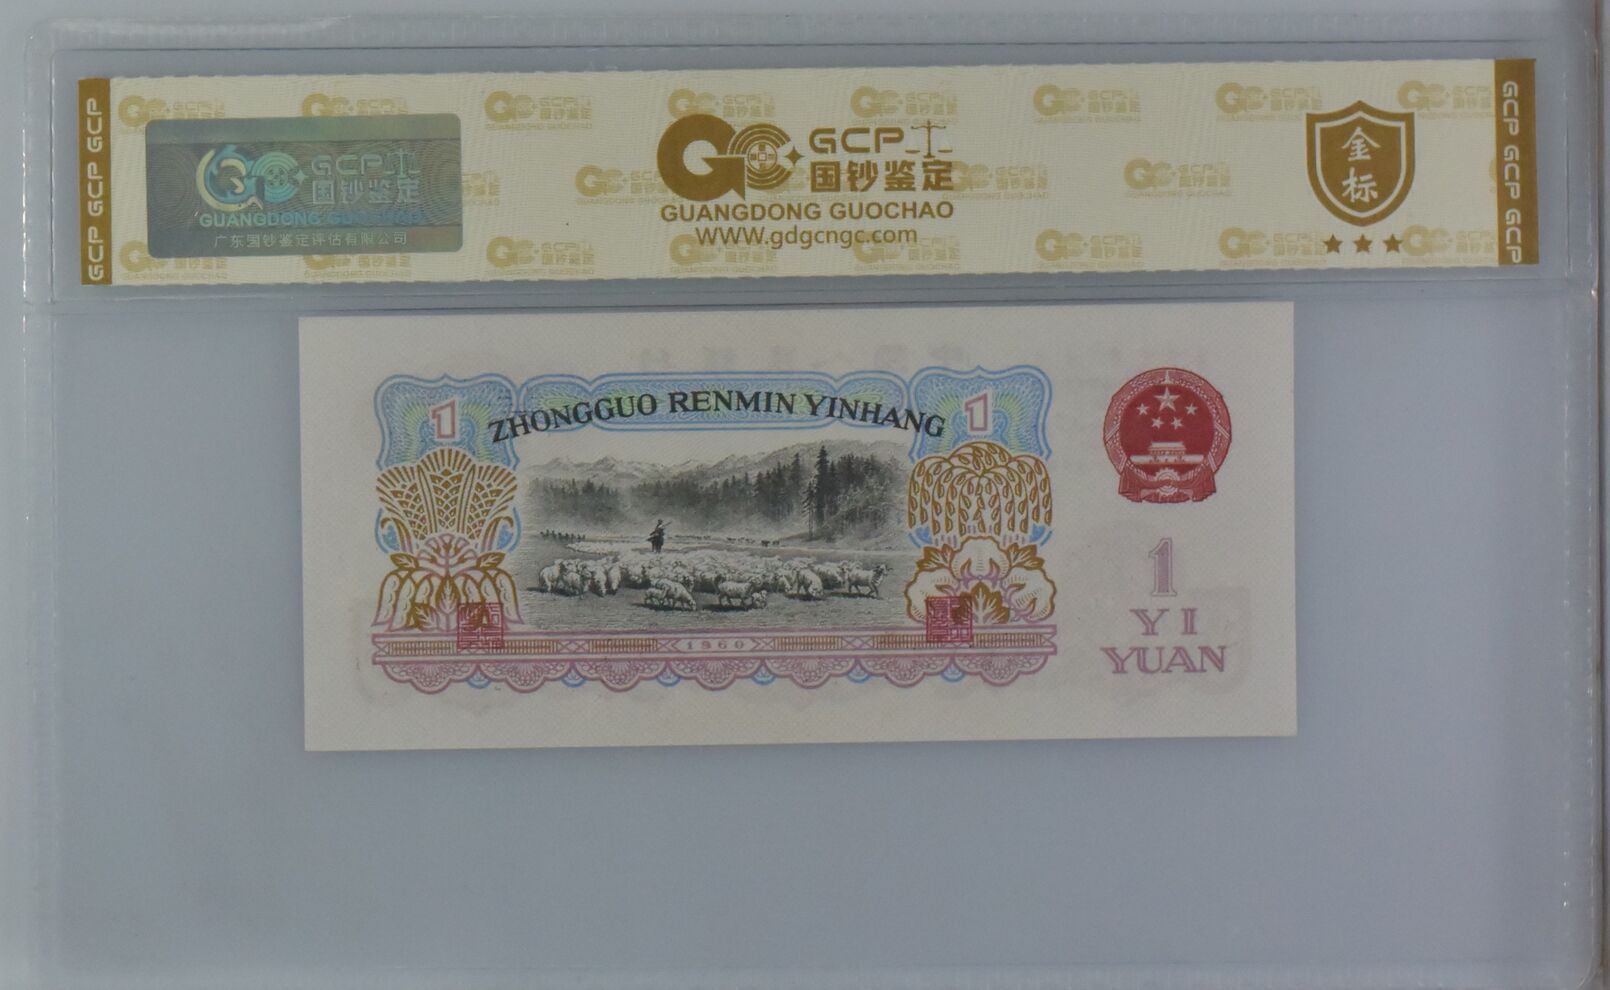 GCP GCP GCP
GCP
国钞鉴定
GUANGDONG GUOCHAO
广东国钞鉴定评估有限公司
GCP
国钞鉴定
GUANGDONG GUOCHAO
WWW.gdgcngc.com
金
标
GCP GCP GCP
1
ZHONGGUO RENMIN YINHANG
1
1960
1
YI
YUAN